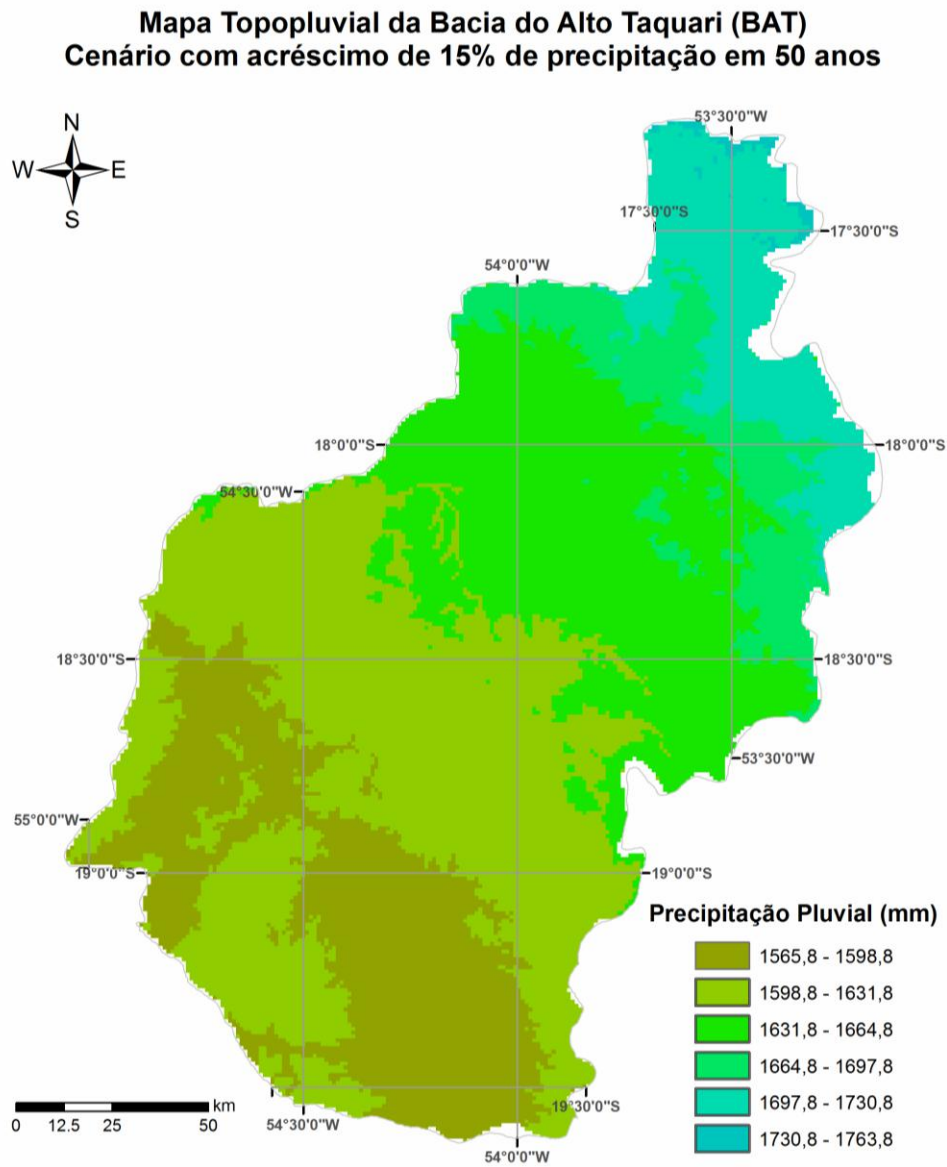 Mapa Topopluvial da Bacia do Alto Taquari (BAT)
Cenário com acréscimo de 15% de precipitação em 50 anos
N
W E
S
53°30'0"W
17°30'0"S
17°30'0"S
54°0'0"W
18°0'0"S
18°0'0"S
54°30'0"W
18°30'0"S
18°30'0"S
53°30'0"W
55°0'0"W
19°0'0"S
19°0'0"S
Precipitação Pluvial (mm)
1565,8 - 1598,8
1598,8 - 1631,8
1631,8 - 1664,8
1664,8 - 1697,8
1697,8 - 1730,8
1730,8 - 1763,8
19°30'0"S
km
0 12.5 25 50
54°30'0"W
54°0'0"W